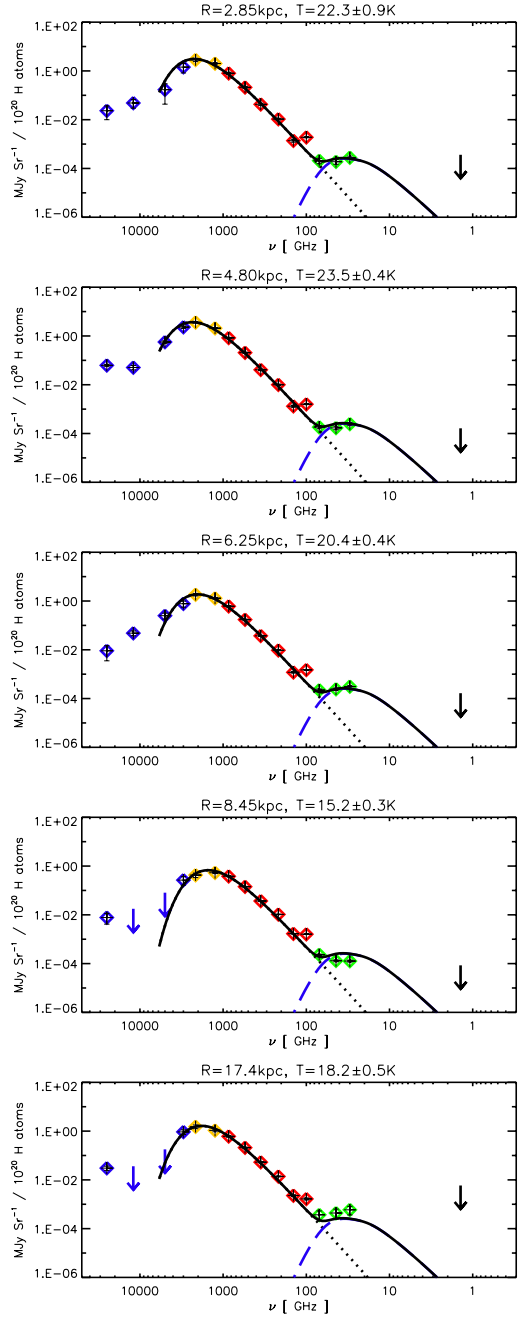 R=2.85kpc, T=22.3±0.9K
MJy Sr⁻¹ / 10²⁰ H atoms
1.E+02
1.E+00
1.E-02
1.E-04
1.E-06
10000 1000 100 10 1
ν [ GHz ]
R=4.80kpc, T=23.5±0.4K
MJy Sr⁻¹ / 10²⁰ H atoms
1.E+02
1.E+00
1.E-02
1.E-04
1.E-06
10000 1000 100 10 1
ν [ GHz ]
R=6.25kpc, T=20.4±0.4K
MJy Sr⁻¹ / 10²⁰ H atoms
1.E+02
1.E+00
1.E-02
1.E-04
1.E-06
10000 1000 100 10 1
ν [ GHz ]
R=8.45kpc, T=15.2±0.3K
MJy Sr⁻¹ / 10²⁰ H atoms
1.E+02
1.E+00
1.E-02
1.E-04
1.E-06
10000 1000 100 10 1
ν [ GHz ]
R=17.4kpc, T=18.2±0.5K
MJy Sr⁻¹ / 10²⁰ H atoms
1.E+02
1.E+00
1.E-02
1.E-04
1.E-06
10000 1000 100 10 1
ν [ GHz ]